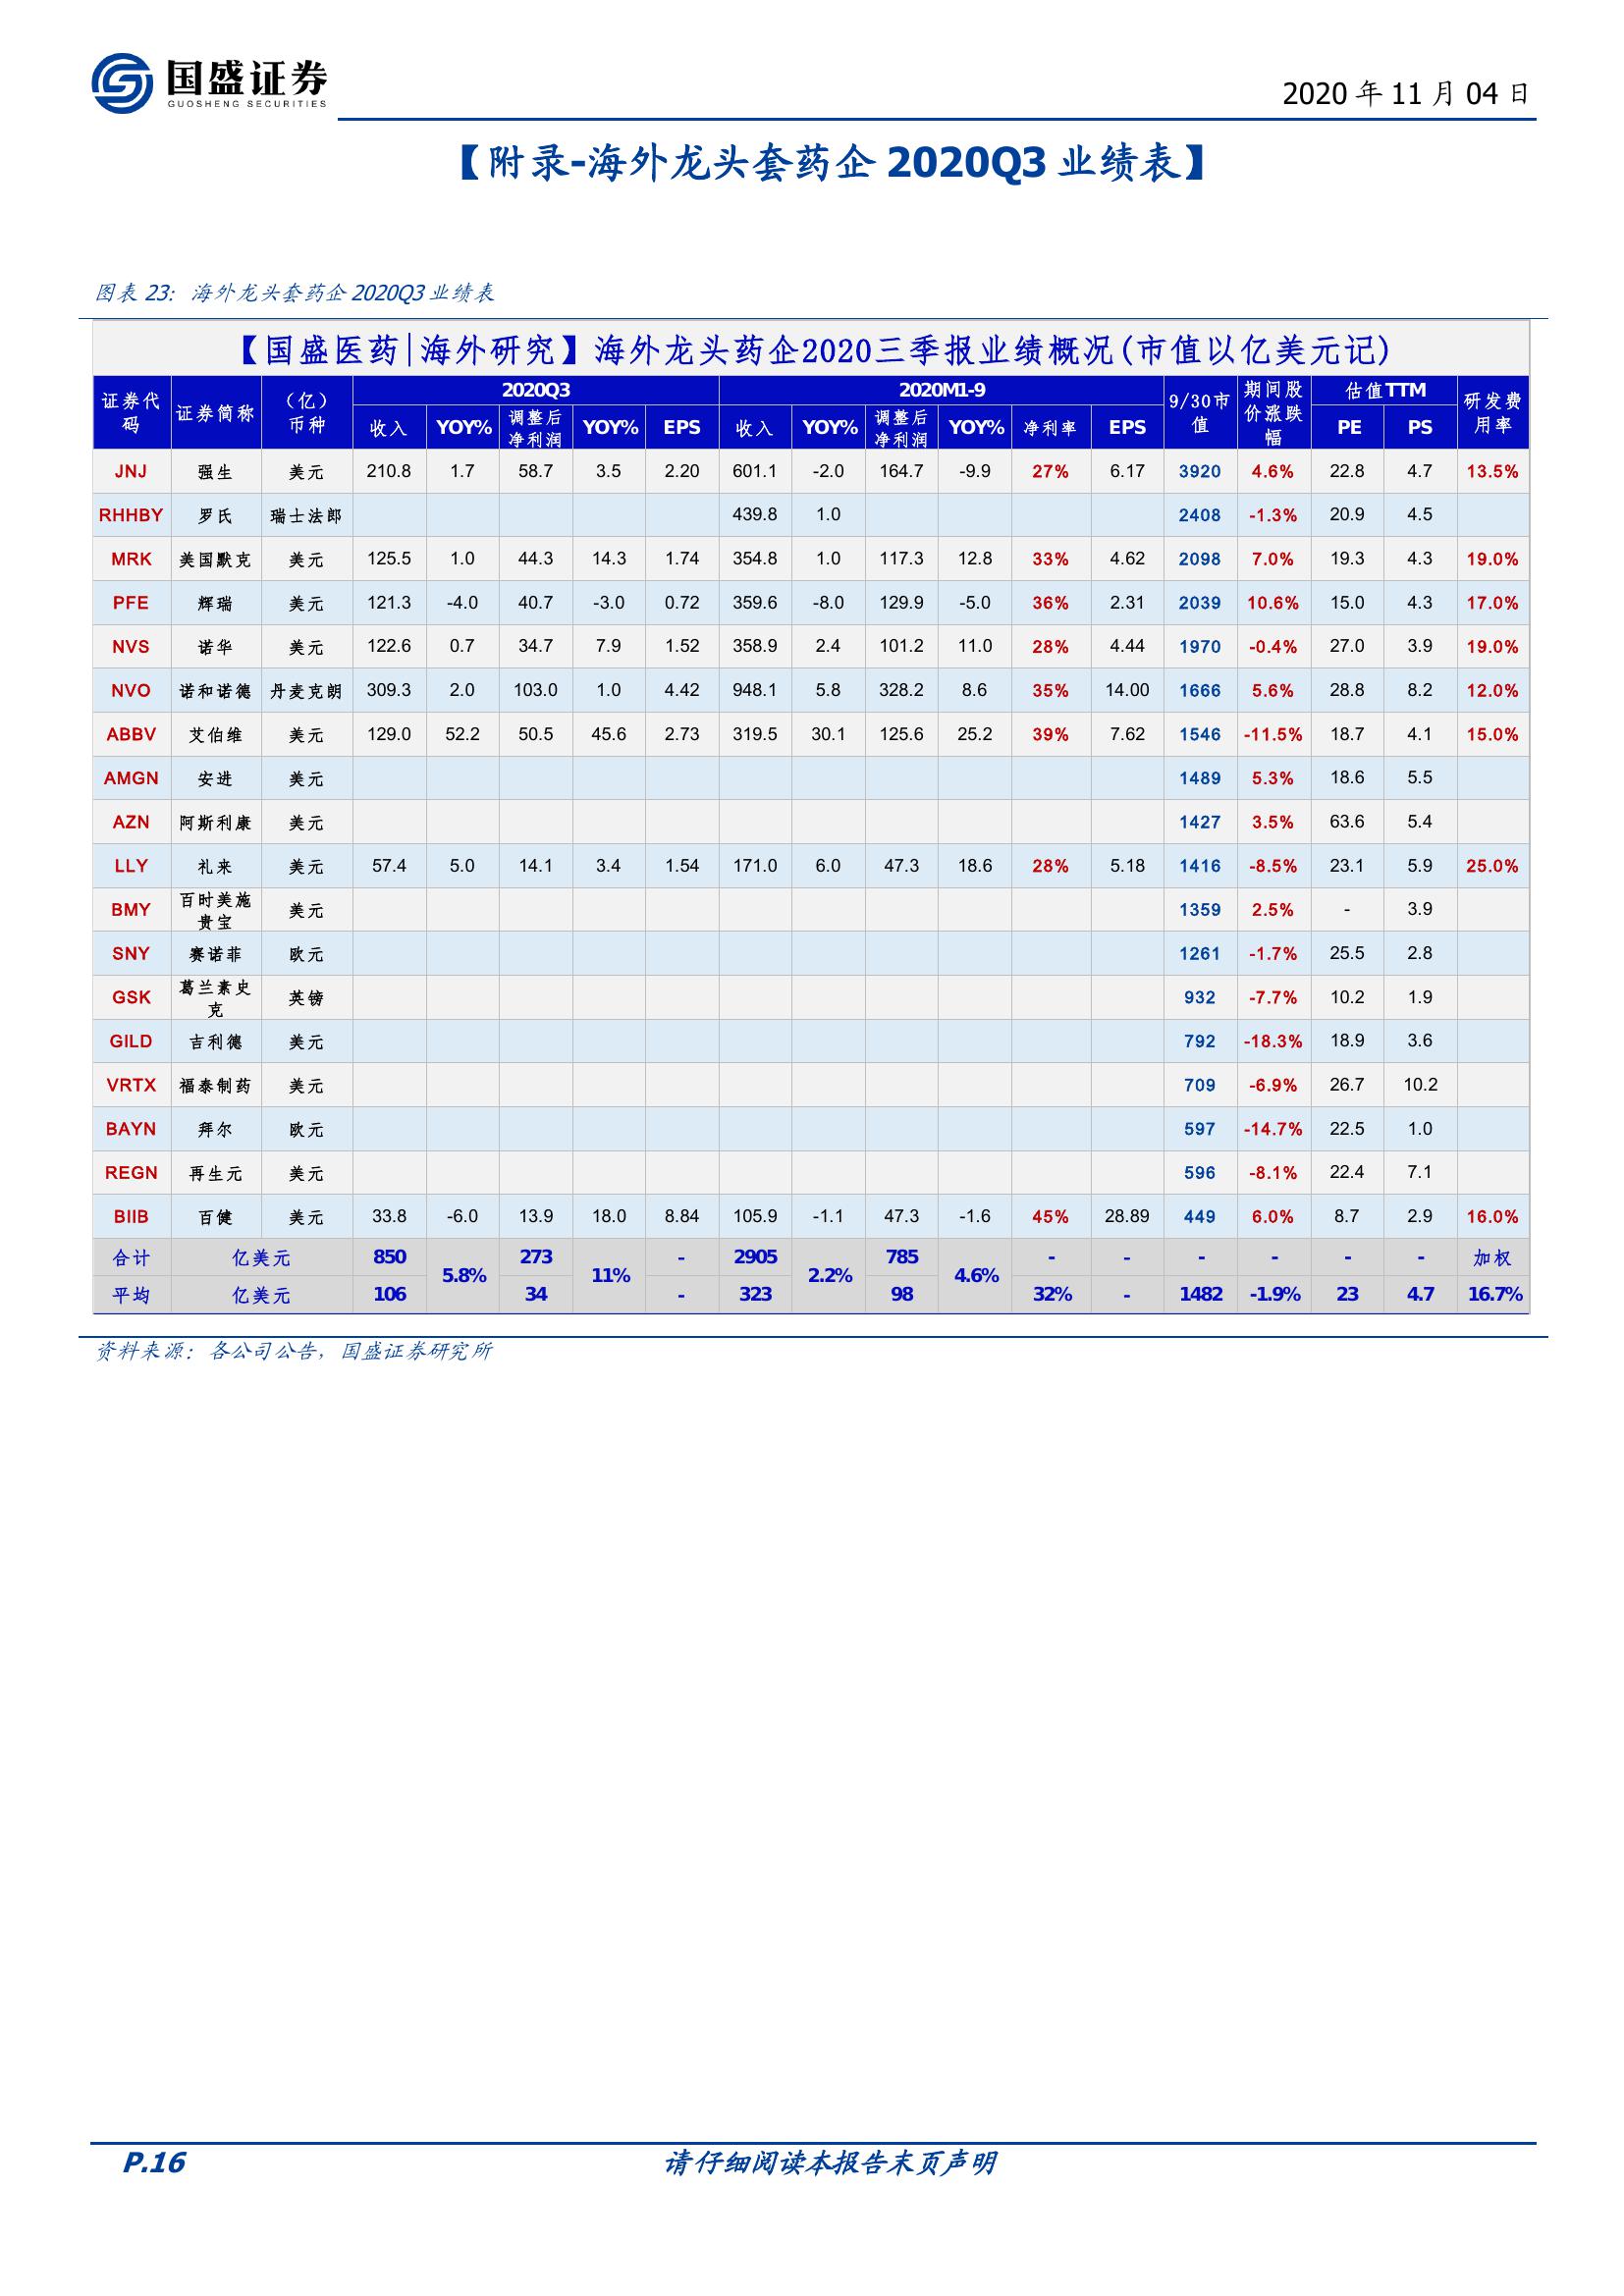 国盛证券
GUOSHENG SECURITIES
2020 年 11 月 04 日
【附录-海外龙头套药企 2020Q3 业绩表】
图表 23: 海外龙头套药企 2020Q3 业绩表
【国盛医药|海外研究】海外龙头药企2020三季报业绩概况(市值以亿美元记)
证券代码 证券简称 （亿）币种 2020Q3 2020M1-9 9/30市值 期间股价涨跌幅 估值TTM 研发费用率
收入 YOY% 调整后净利润 YOY% EPS 收入 YOY% 调整后净利润 YOY% 净利率 EPS PE PS
JNJ 强生 美元 210.8 1.7 58.7 3.5 2.20 601.1 -2.0 164.7 -9.9 27% 6.17 3920 4.6% 22.8 4.7 13.5%
RHHBY 罗氏 瑞士法郎 439.8 1.0 2408 -1.3% 20.9 4.5
MRK 美国默克 美元 125.5 1.0 44.3 14.3 1.74 354.8 1.0 117.3 12.8 33% 4.62 2098 7.0% 19.3 4.3 19.0%
PFE 辉瑞 美元 121.3 -4.0 40.7 -3.0 0.72 359.6 -8.0 129.9 -5.0 36% 2.31 2039 10.6% 15.0 4.3 17.0%
NVS 诺华 美元 122.6 0.7 34.7 7.9 1.52 358.9 2.4 101.2 11.0 28% 4.44 1970 -0.4% 27.0 3.9 19.0%
NVO 诺和诺德 丹麦克朗 309.3 2.0 103.0 1.0 4.42 948.1 5.8 328.2 8.6 35% 14.00 1666 5.6% 28.8 8.2 12.0%
ABBV 艾伯维 美元 129.0 52.2 50.5 45.6 2.73 319.5 30.1 125.6 25.2 39% 7.62 1546 -11.5% 18.7 4.1 15.0%
AMGN 安进 美元 1489 5.3% 18.6 5.5
AZN 阿斯利康 美元 1427 3.5% 63.6 5.4
LLY 礼来 美元 57.4 5.0 14.1 3.4 1.54 171.0 6.0 47.3 18.6 28% 5.18 1416 -8.5% 23.1 5.9 25.0%
BMY 百时美施贵宝 美元 1359 2.5% - 3.9
SNY 赛诺菲 欧元 1261 -1.7% 25.5 2.8
GSK 葛兰素史克 英镑 932 -7.7% 10.2 1.9
GILD 吉利德 美元 792 -18.3% 18.9 3.6
VRTX 福泰制药 美元 709 -6.9% 26.7 10.2
BAYN 拜尔 欧元 597 -14.7% 22.5 1.0
REGN 再生元 美元 596 -8.1% 22.4 7.1
BIIB 百健 美元 33.8 -6.0 13.9 18.0 8.84 105.9 -1.1 47.3 -1.6 45% 28.89 449 6.0% 8.7 2.9 16.0%
合计 亿美元 850 5.8% 273 11% - 2905 2.2% 785 4.6% - - - - - - 加权
平均 亿美元 106 34 - 323 98 32% - 1482 -1.9% 23 4.7 16.7%
资料来源：各公司公告，国盛证券研究所
P.16 请仔细阅读本报告末页声明